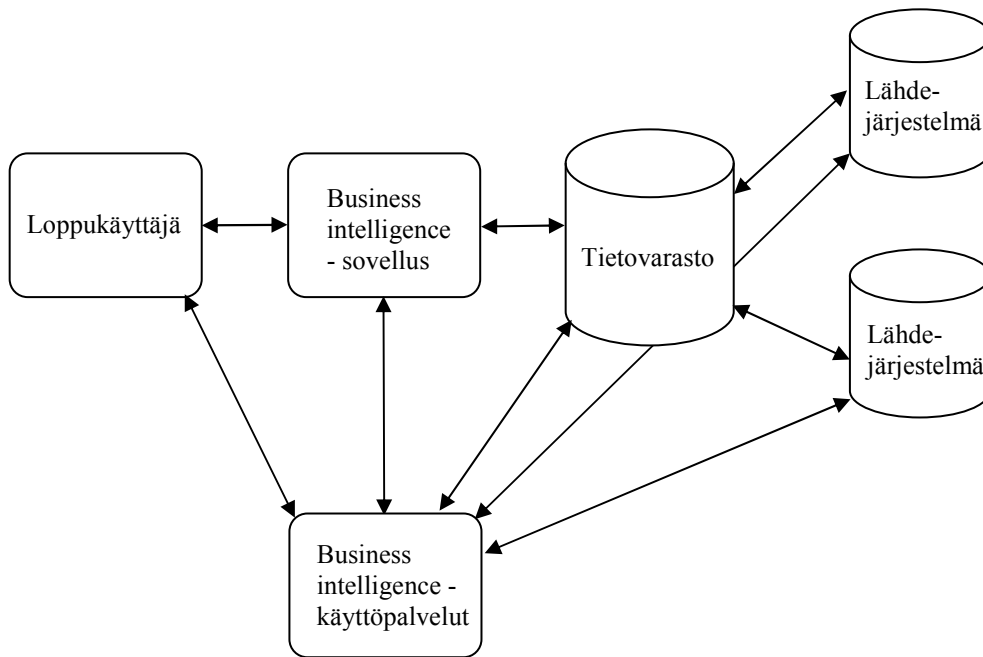 Lähde-
järjestelmä
Loppukäyttäjä
Business
intelligence
- sovellus
Tietovarasto
Lähde-
järjestelmä
Business
intelligence -
käyttöpalvelut